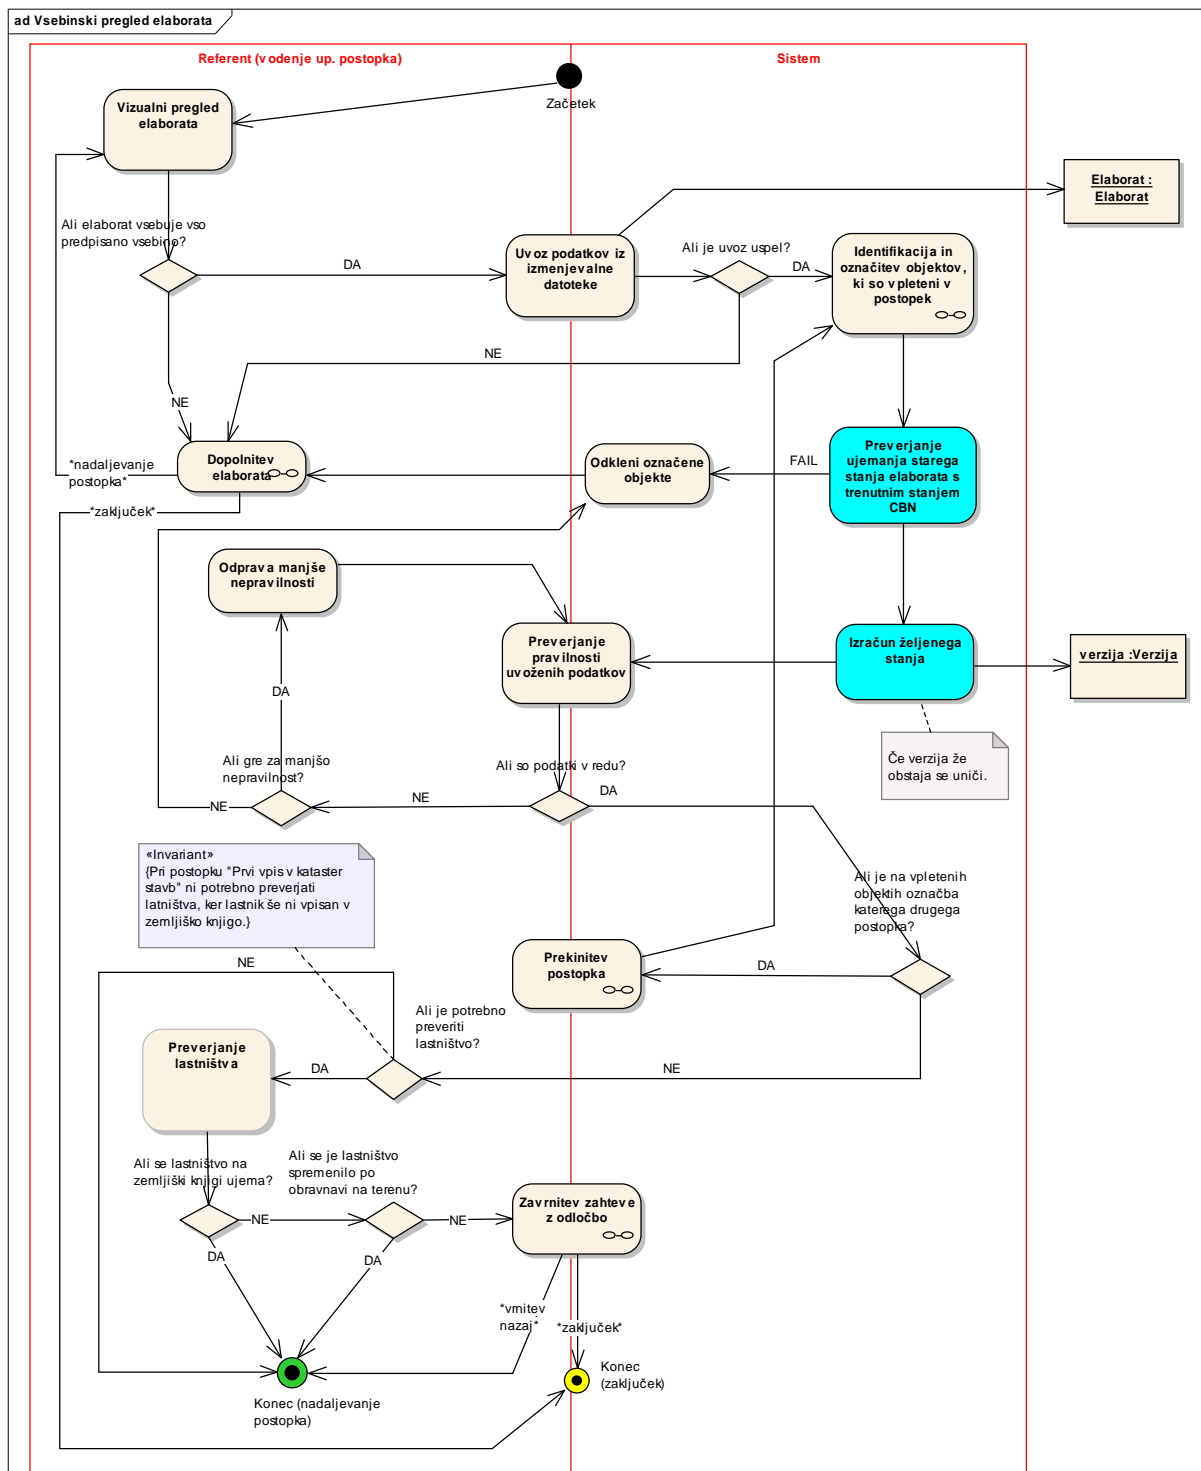 ad Vsebinski pregled elaborata
Referent (vodenje up. postopka)
Sistem
Začetek
Vizualni pregled
elaborata
Elaborat :
Elaborat
Ali elaborat vsebuje vso
predpisano vsebino?
DA
Uvoz podatkov iz
izmenjevalne
datoteke
Ali je uvoz uspel?
DA
Identifikacija in
označitev objektov,
ki so vpleteni v
postopek
NE
NE
Dopolnitev
elaborata
*nadaljevanje
postopka*
*zaključek*
Odkleni označene
objekte
FAIL
Preverjanje
ujemanja starega
stanja elaborata s
trenutnim stanjem
CBN
Odprava manjše
nepravilnosti
Preverjanje
pravilnosti
uvoženih podatkov
Izračun željenega
stanja
verzija :Verzija
DA
Če verzija že
obstaja se uniči.
Ali gre za manjšo
nepravilnost?
Ali so podatki v redu?
NE
NE
DA
«Invariant»
{Pri postopku "Prvi vpis v kataster
stavb" ni potrebno preverjati
latništva, ker lastnik še ni vpisan v
zemljiško knjigo.}
Ali je na vpletenih
objektih označba
katerega drugega
postopka?
Prekinitev
postopka
DA
NE
Ali je potrebno
preveriti
lastništvo?
Preverjanje
lastništva
DA
NE
Ali se lastništvo na
zemljiški knjigi ujema?
Ali se je lastništvo
spremenilo po
obravnavi na terenu?
Zavrnitev zahteve
z odločbo
NE
NE
DA
DA
*vrnitev
nazaj*
*zaključek*
Konec
(zaključek)
Konec (nadaljevanje
postopka)